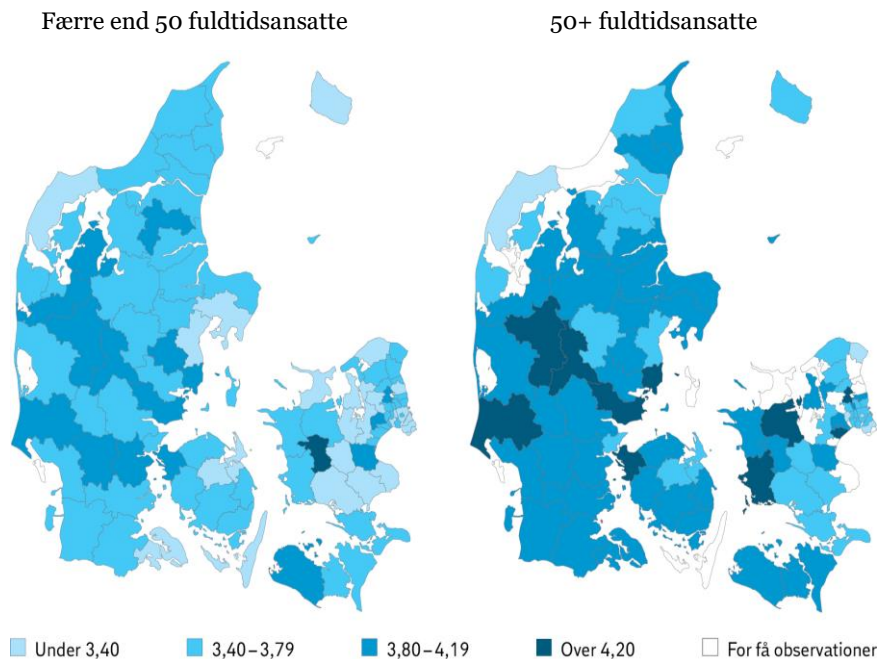 Færre end 50 fuldtidsansatte
50+ fuldtidsansatte
Under 3,40
3,40–3,79
3,80–4,19
Over 4,20
For få observationer